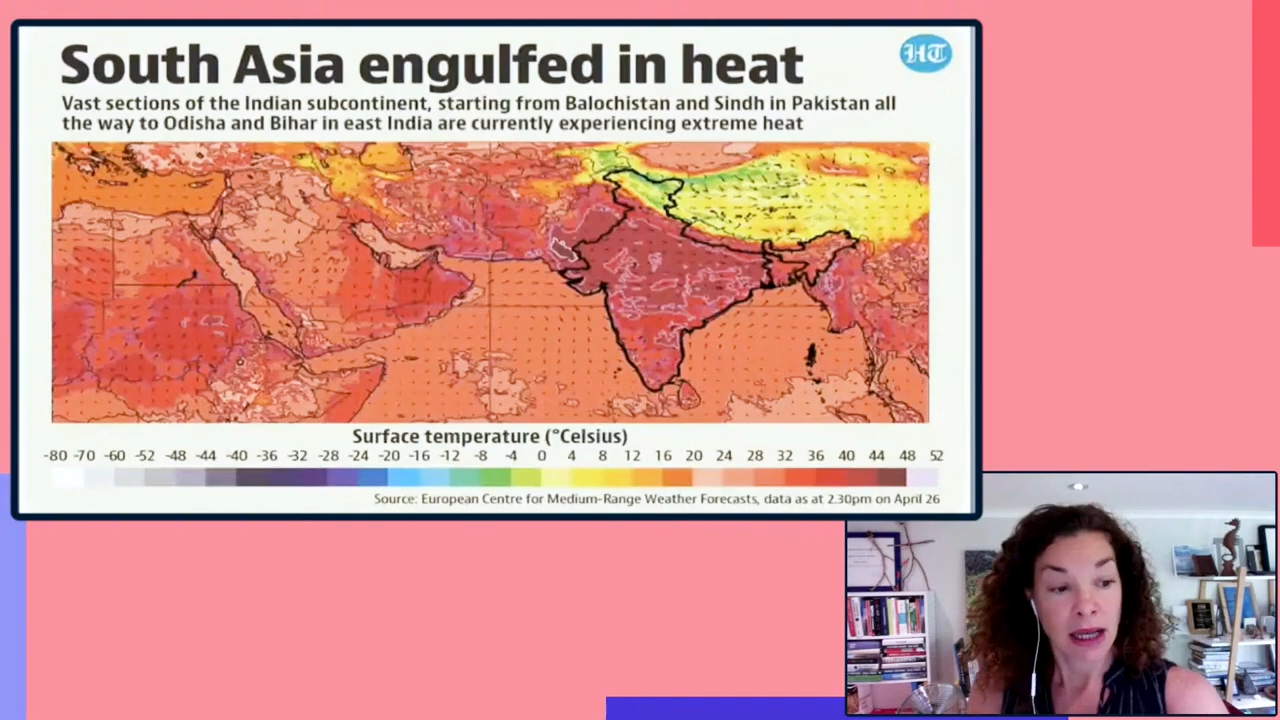 South Asia engulfed in heat
HT
Vast sections of the Indian subcontinent, starting from Balochistan and Sindh in Pakistan all
the way to Odisha and Bihar in east India are currently experiencing extreme heat
Surface temperature (°Celsius)
-80 -70 -60 -52 -48 -44 -40 -36 -32 -28 -24 -20 -16 -12 -8 -4 0 4 8 12 16 20 24 28 32 36 40 44 48 52
Source: European Centre for Medium-Range Weather Forecasts, data as at 2.30pm on April 26